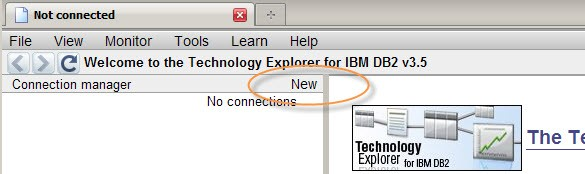 Not connected
File View Monitor Tools Learn Help
Welcome to the Technology Explorer for IBM DB2 v3.5
Connection manager New
No connections
Technology
Explorer for IBM DB2
EXPLORER
The Te